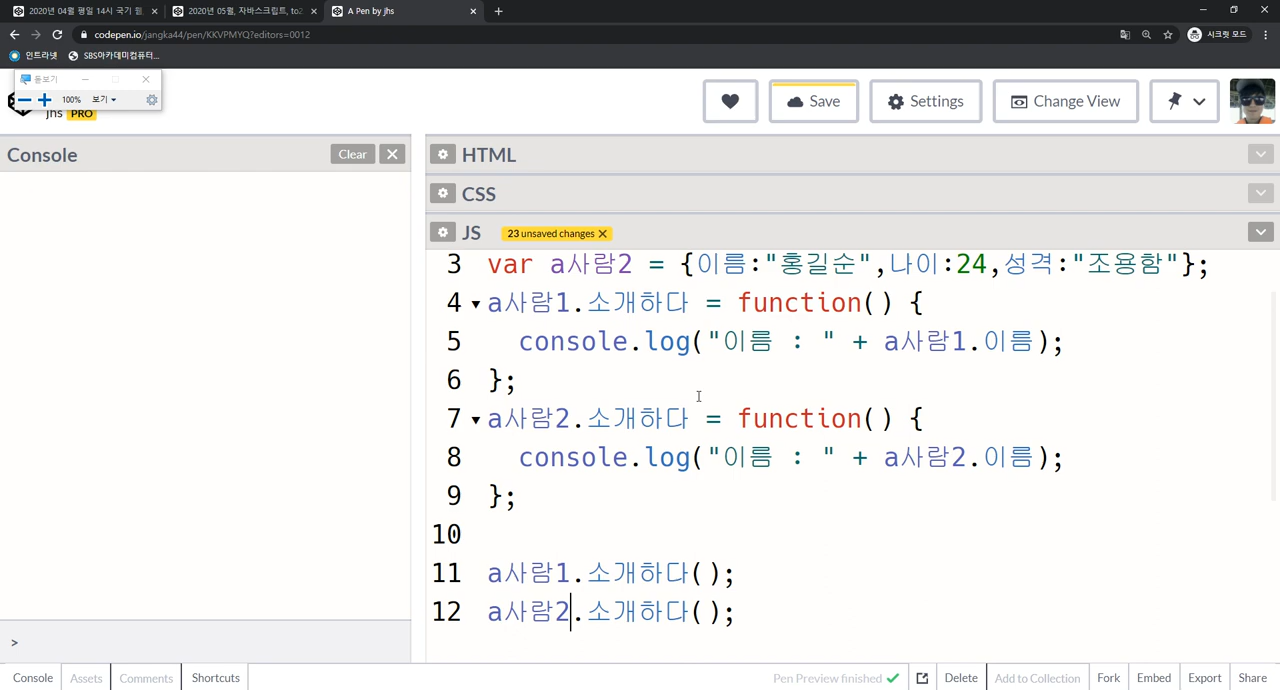 2020년 04월 평일 14시 국기 웹,
2020년 05월, 자바스크립트, to2
A Pen by jhs
codepen.io/jangka44/pen/KKVPMYQ?editors=0012
시크릿 모드
인트라넷
SBS아카데미컴퓨터...
돋보기
100%
보기
jhs PRO
Save
Settings
Change View
Console
Clear
HTML
CSS
JS
23 unsaved changes
3 var a사람2 = {이름:"홍길순",나이:24,성격:"조용함"};
4 a사람1.소개하다 = function() {
5 console.log("이름 : " + a사람1.이름);
6 };
7 a사람2.소개하다 = function() {
8 console.log("이름 : " + a사람2.이름);
9 };
10
11 a사람1.소개하다();
12 a사람2.소개하다();
>
Console
Assets
Comments
Shortcuts
Pen Preview finished
Delete
Add to Collection
Fork
Embed
Export
Share